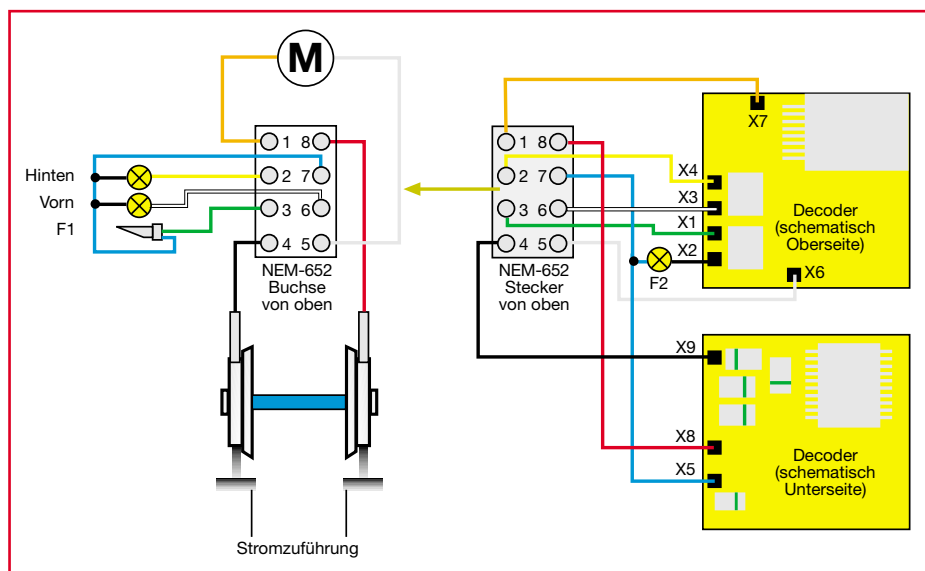 M
Hinten
Vorn
F1
1 8
2 7
3 6
4 5
NEM-652
Buchse
von oben
Stromzuführung
1 8
2 7
3 6
4 5
NEM-652
Stecker
von oben
X7
X4
X3
X1
X2
F2
X6
Decoder
(schematisch
Oberseite)
X9
X8
X5
Decoder
(schematisch
Unterseite)